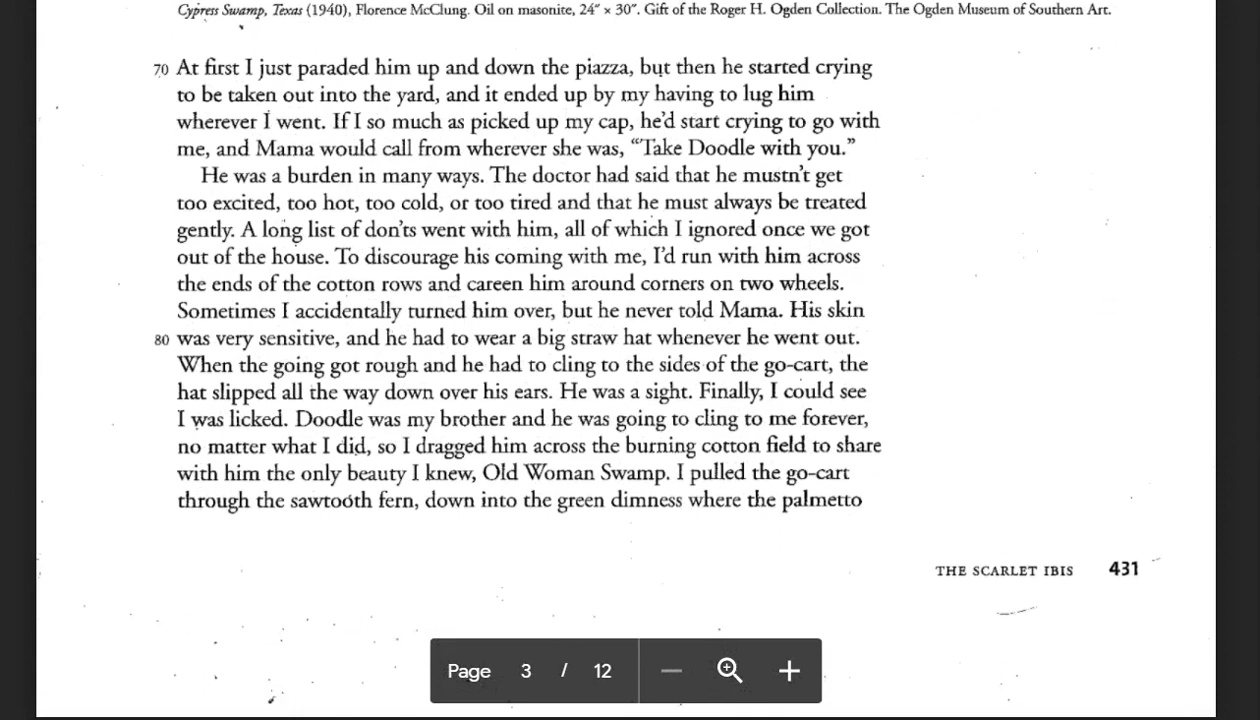 Cypress Swamp, Texas (1940), Florence McClung. Oil on masonite, 24″ × 30″. Gift of the Roger H. Ogden Collection. The Ogden Museum of Southern Art.
70 At first I just paraded him up and down the piazza, but then he started crying
to be taken out into the yard, and it ended up by my having to lug him
wherever I went. If I so much as picked up my cap, he’d start crying to go with
me, and Mama would call from wherever she was, “Take Doodle with you.”
He was a burden in many ways. The doctor had said that he mustn’t get
too excited, too hot, too cold, or too tired and that he must always be treated
gently. A long list of don’ts went with him, all of which I ignored once we got
out of the house. To discourage his coming with me, I’d run with him across
the ends of the cotton rows and careen him around corners on two wheels.
Sometimes I accidentally turned him over, but he never told Mama. His skin
80 was very sensitive, and he had to wear a big straw hat whenever he went out.
When the going got rough and he had to cling to the sides of the go-cart, the
hat slipped all the way down over his ears. He was a sight. Finally, I could see
I was licked. Doodle was my brother and he was going to cling to me forever,
no matter what I did, so I dragged him across the burning cotton field to share
with him the only beauty I knew, Old Woman Swamp. I pulled the go-cart
through the sawtooth fern, down into the green dimness where the palmetto
THE SCARLET IBIS 431
Page 3 / 12